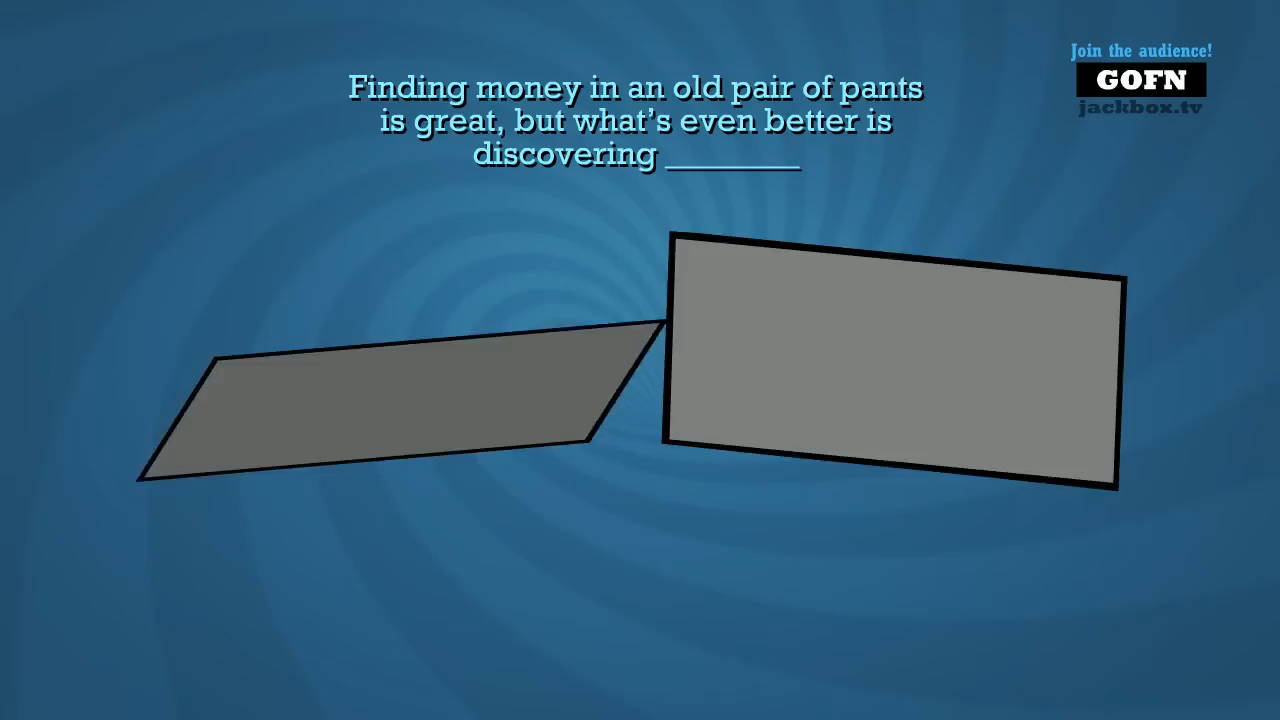 Join the audience!
GOFN
jackbox.tv
Finding money in an old pair of pants
is great, but what's even better is
discovering ________